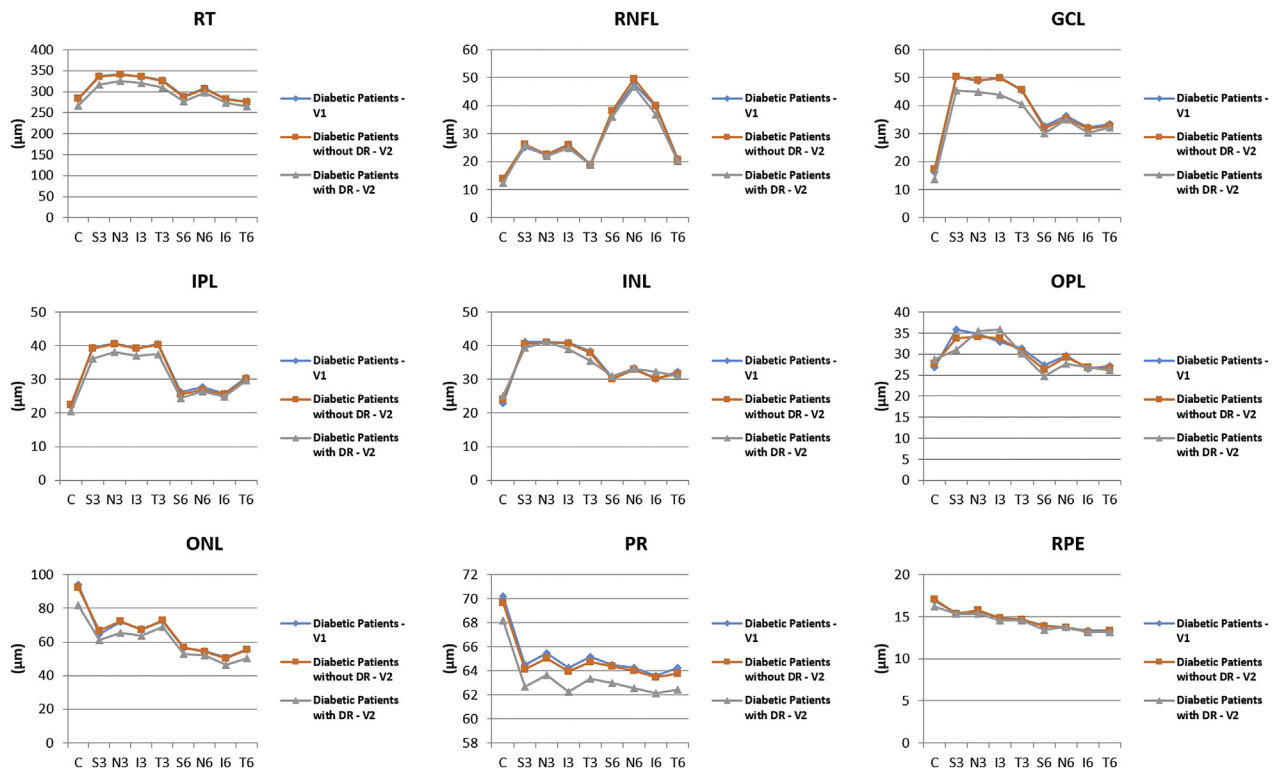 RT
400
350
300
250
200
150
100
50
0
(µm)
C S3 N3 I3 T3 S6 N6 I6 T6
Diabetic Patients -
V1
Diabetic Patients
without DR - V2
Diabetic Patients
with DR - V2
RNFL
60
50
40
30
20
10
0
(µm)
C S3 N3 I3 T3 S6 N6 I6 T6
Diabetic Patients -
V1
Diabetic Patients
without DR - V2
Diabetic Patients
with DR - V2
GCL
60
50
40
30
20
10
0
(µm)
C S3 N3 I3 T3 S6 N6 I6 T6
Diabetic Patients -
V1
Diabetic Patients
without DR - V2
Diabetic Patients
with DR - V2
IPL
50
40
30
20
10
0
(µm)
C S3 N3 I3 T3 S6 N6 I6 T6
Diabetic Patients -
V1
Diabetic Patients
without DR - V2
Diabetic Patients
with DR - V2
INL
50
40
30
20
10
0
(µm)
C S3 N3 I3 T3 S6 N6 I6 T6
Diabetic Patients -
V1
Diabetic Patients
without DR - V2
Diabetic Patients
with DR - V2
OPL
40
35
30
25
20
15
10
5
0
(µm)
C S3 N3 I3 T3 S6 N6 I6 T6
Diabetic Patients -
V1
Diabetic Patients
without DR - V2
Diabetic Patients
with DR - V2
ONL
100
80
60
40
20
0
(µm)
C S3 N3 I3 T3 S6 N6 I6 T6
Diabetic Patients -
V1
Diabetic Patients
without DR - V2
Diabetic Patients
with DR - V2
PR
72
70
68
66
64
62
60
58
(µm)
C S3 N3 I3 T3 S6 N6 I6 T6
Diabetic Patients -
V1
Diabetic Patients
without DR - V2
Diabetic Patients
with DR - V2
RPE
20
15
10
5
0
(µm)
C S3 N3 I3 T3 S6 N6 I6 T6
Diabetic Patients -
V1
Diabetic Patients
without DR - V2
Diabetic Patients
with DR - V2